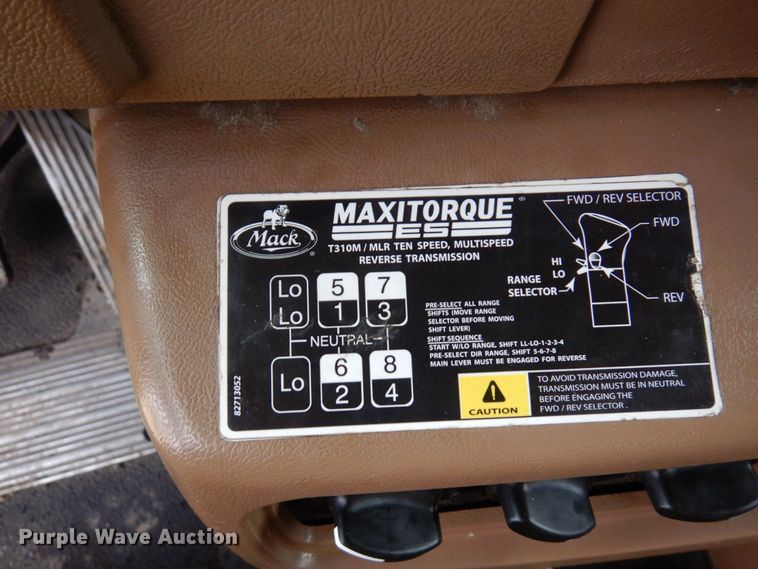 Mack
MAXITORQUE
ES
T310M / MLR TEN SPEED, MULTISPEED
REVERSE TRANSMISSION
FWD / REV SELECTOR
FWD
HI
LO
RANGE
SELECTOR
REV
Lo 5 7
Lo 1 3
NEUTRAL
Lo 6 8
2 4
PRE-SELECT ALL RANGE
SHIFTS (MOVE RANGE
SELECTOR BEFORE MOVING
SHIFT LEVER)
SHIFT SEQUENCE
START W/LO RANGE, SHIFT LL-LO-1-2-3-4
PRE-SELECT DIR RANGE, SHIFT 5-6-7-8
MAIN LEVER MUST BE ENGAGED FOR REVERSE
82713052
CAUTION
TO AVOID TRANSMISSION DAMAGE,
TRANSMISSION MUST BE IN NEUTRAL
BEFORE ENGAGING THE
FWD / REV SELECTOR .
Purple Wave Auction